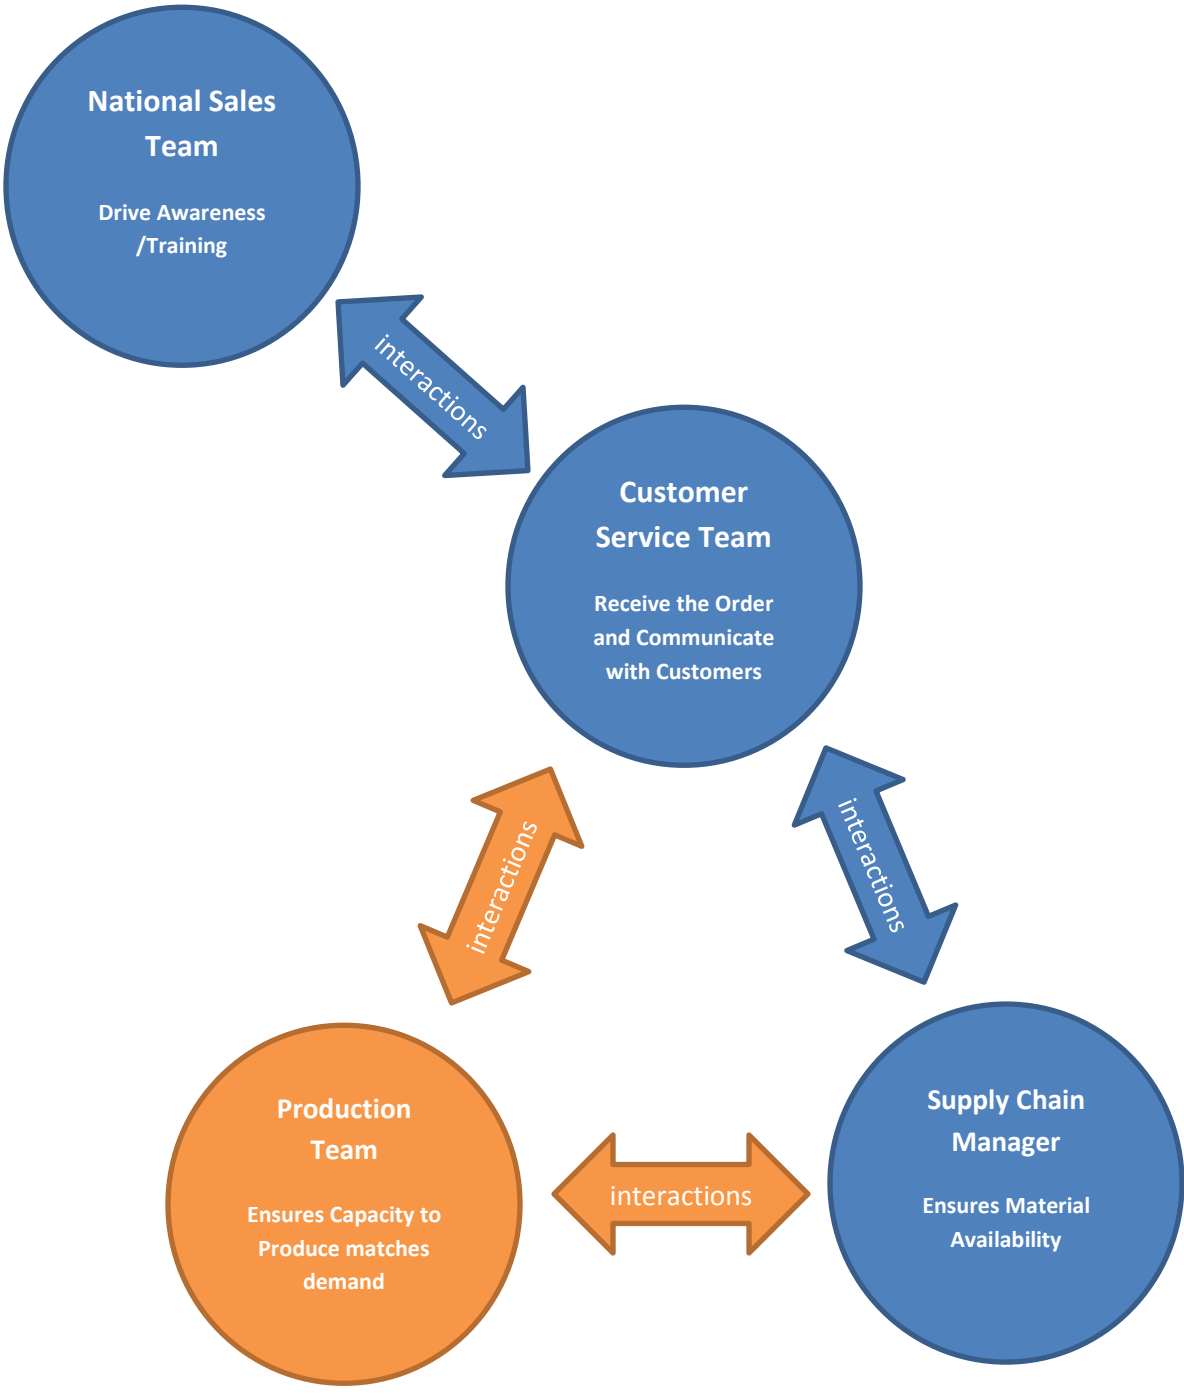 National Sales
Team
Drive Awareness
/Training
interactions
Customer
Service Team
Receive the Order
and Communicate
with Customers
interactions
interactions
Production
Team
Ensures Capacity to
Produce matches
demand
interactions
Supply Chain
Manager
Ensures Material
Availability